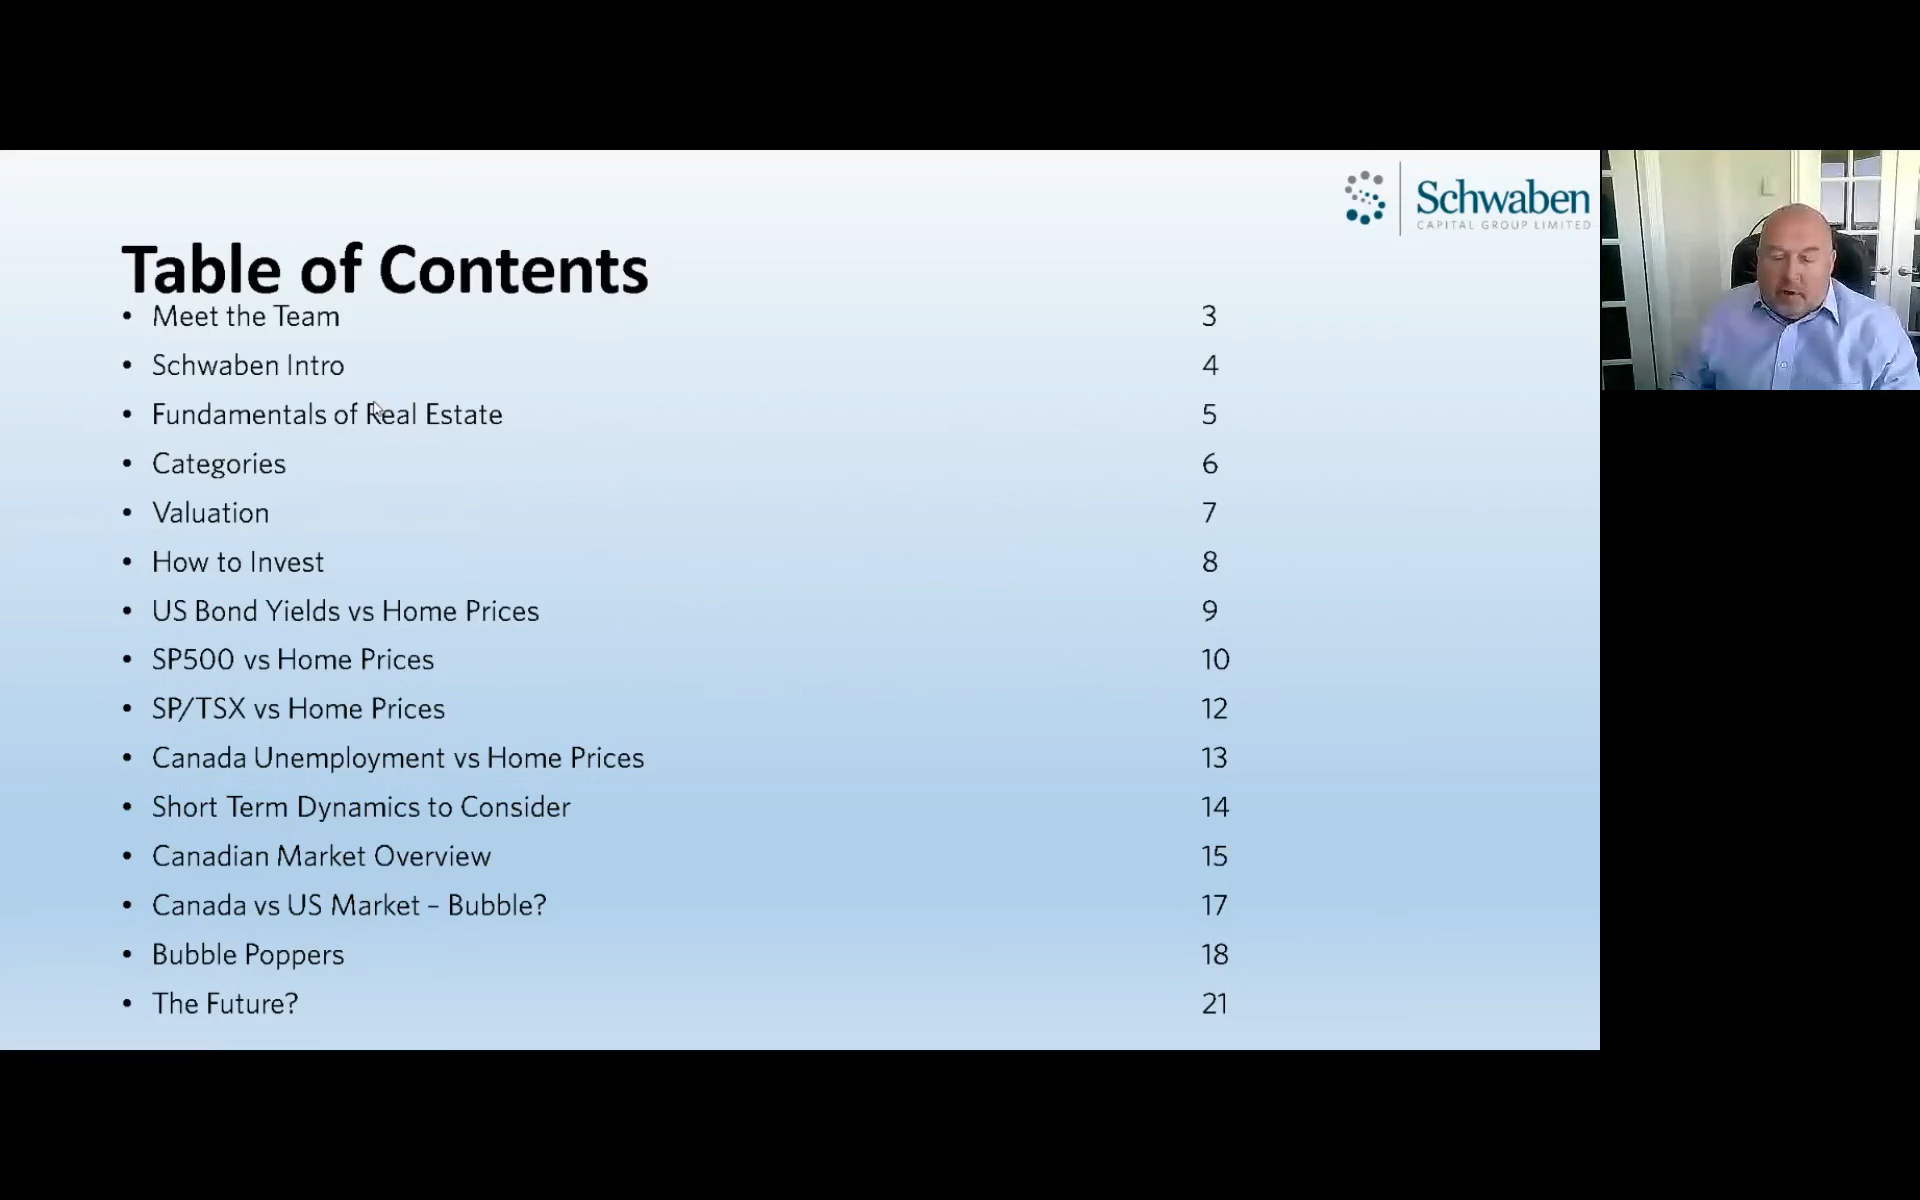 Schwaben
CAPITAL GROUP LIMITED
Table of Contents
• Meet the Team 3
• Schwaben Intro 4
• Fundamentals of Real Estate 5
• Categories 6
• Valuation 7
• How to Invest 8
• US Bond Yields vs Home Prices 9
• SP500 vs Home Prices 10
• SP/TSX vs Home Prices 12
• Canada Unemployment vs Home Prices 13
• Short Term Dynamics to Consider 14
• Canadian Market Overview 15
• Canada vs US Market – Bubble? 17
• Bubble Poppers 18
• The Future? 21